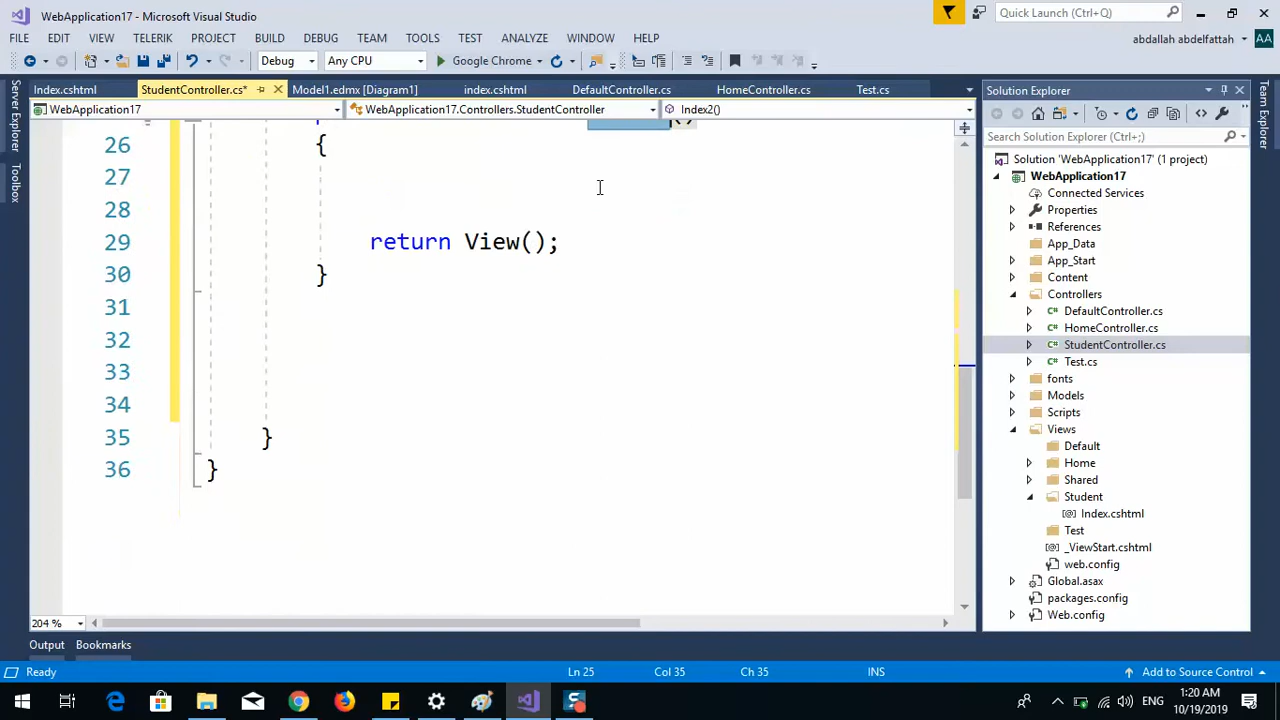 WebApplication17 - Microsoft Visual Studio
Quick Launch (Ctrl+Q)
FILE EDIT VIEW TELERIK PROJECT BUILD DEBUG TEAM TOOLS TEST ANALYZE WINDOW HELP
abdallah abdelfattah AA
Debug Any CPU Google Chrome
Index.cshtml StudentController.cs* Model1.edmx [Diagram1] index.cshtml DefaultController.cs HomeController.cs Test.cs
WebApplication17 WebApplication17.Controllers.StudentController Index2()
Server Explorer
Toolbox
26 {
27
28
29 return View();
30 }
31
32
33
34
35 }
36 }
204 %
Solution Explorer
Search Solution Explorer (Ctrl+;)
Solution 'WebApplication17' (1 project)
WebApplication17
Connected Services
Properties
References
App_Data
App_Start
Content
Controllers
C# DefaultController.cs
C# HomeController.cs
C# StudentController.cs
C# Test.cs
fonts
Models
Scripts
Views
Default
Home
Shared
Student
[@] Index.cshtml
Test
[@] _ViewStart.cshtml
web.config
Global.asax
packages.config
Web.config
Team Explorer
Output Bookmarks
Ready Ln 25 Col 35 Ch 35 INS Add to Source Control
ENG
1:20 AM
10/19/2019